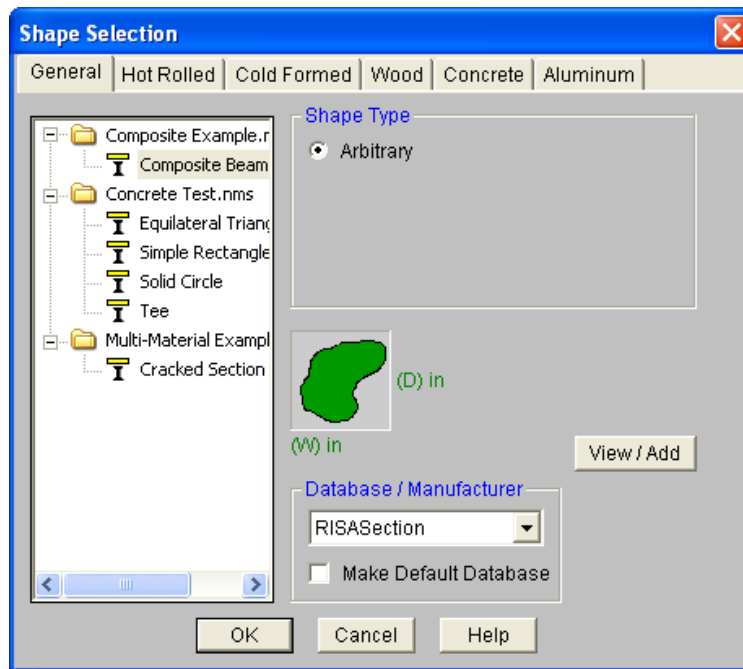 Shape Selection
General Hot Rolled Cold Formed Wood Concrete Aluminum
Composite Example.r
Composite Beam
Concrete Test.nms
Equilateral Triang
Simple Rectangle
Solid Circle
Tee
Multi-Material Exampl
Cracked Section
Shape Type
Arbitrary
(D) in
(W) in
View / Add
Database / Manufacturer
RISASection
Make Default Database
OK Cancel Help